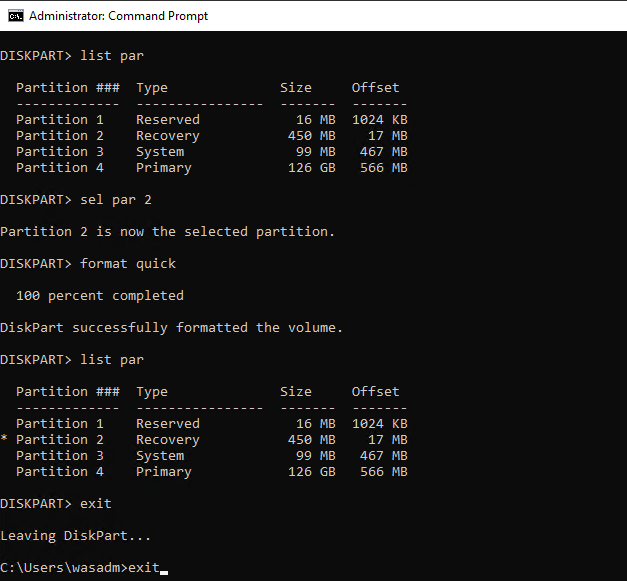 Administrator: Command Prompt
DISKPART> list par
  Partition ###  Type              Size     Offset
  -------------  ----------------  -------  -------
  Partition 1    Reserved            16 MB  1024 KB
  Partition 2    Recovery           450 MB    17 MB
  Partition 3    System              99 MB   467 MB
  Partition 4    Primary            126 GB   566 MB
DISKPART> sel par 2
Partition 2 is now the selected partition.
DISKPART> format quick
  100 percent completed
DiskPart successfully formatted the volume.
DISKPART> list par
  Partition ###  Type              Size     Offset
  -------------  ----------------  -------  -------
  Partition 1    Reserved            16 MB  1024 KB
* Partition 2    Recovery           450 MB    17 MB
  Partition 3    System              99 MB   467 MB
  Partition 4    Primary            126 GB   566 MB
DISKPART> exit
Leaving DiskPart...
C:\Users\wasadm>exit